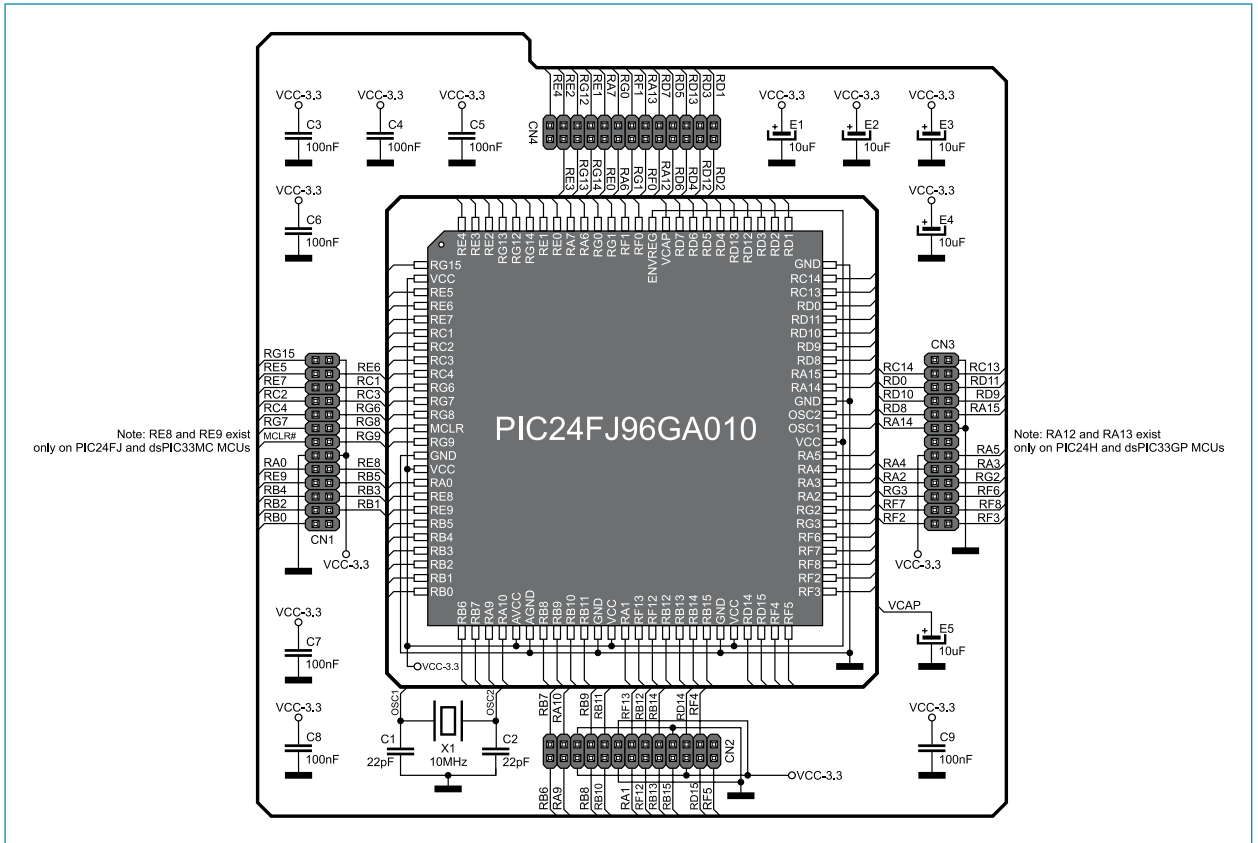 RE4 RE2 RG12 RE1 RA7 RG0 RF1 RA13 RD7 RD5 RD13 RD3 RD1
CN4
RE3 RG13 RG14 RE0 RA6 RG1 RF0 RA12 RD6 RD4 RD12 RD2
VCC-3.3
C3
100nF
VCC-3.3
C4
100nF
VCC-3.3
C5
100nF
VCC-3.3
E1
10uF
VCC-3.3
E2
10uF
VCC-3.3
E3
10uF
VCC-3.3
C6
100nF
VCC-3.3
E4
10uF
RE4 RE3 RE2 RG13 RG12 RG14 RE1 RE0 RA7 RA6 RG0 RG1 RF1 RF0 ENVREG VCAP RD7 RD6 RD5 RD4 RD13 RD12 RD3 RD2 RD1
RG15
VCC
RE5
RE6
RE7
RC1
RC2
RC3
RC4
RG6
RG7
RG8
MCLR
RG9
GND
VCC
RA0
RE8
RE9
RB5
RB4
RB3
RB2
RB1
RB0
PIC24FJ96GA010
GND
RC14
RC13
RD0
RD11
RD10
RD9
RD8
RA15
RA14
GND
OSC2
OSC1
VCC
RA5
RA4
RA3
RA2
RG2
RG3
RF6
RF7
RF8
RF2
RF3
RB6 RB7 RA9 RA10 AVCC AGND RB8 RB9 RB10 RB11 GND VCC RA1 RF13 RF12 RB12 RB13 RB14 RB15 GND VCC RD14 RD15 RF4 RF5
RG15
RE5 RE6
RE7 RC1
RC2 RC3
RC4 RG6
RG7 RG8
MCLR# RG9
RA0 RE8
RE9 RB5
RB4 RB3
RB2 RB1
RB0
CN1
VCC-3.3
Note: RE8 and RE9 exist
only on PIC24FJ and dsPIC33MC MCUs
CN3
RC14 RC13
RD0 RD11
RD10 RD9
RD8 RA15
RA14
RA5
RA4 RA3
RA2 RG2
RG3 RF6
RF7 RF8
RF2 RF3
VCC-3.3
Note: RA12 and RA13 exist
only on PIC24H and dsPIC33GP MCUs
VCC-3.3
C7
100nF
VCC-3.3
VCAP
E5
10uF
VCC-3.3
C8
100nF
OSC1
OSC2
C1
22pF
X1
10MHz
C2
22pF
RB7 RA10 RB9 RB11 RF13 RB12 RB14 RD14 RF4
CN2
VCC-3.3
RB6 RA9 RB8 RB10 RA1 RF12 RB13 RB15 RD15 RF5
VCC-3.3
C9
100nF